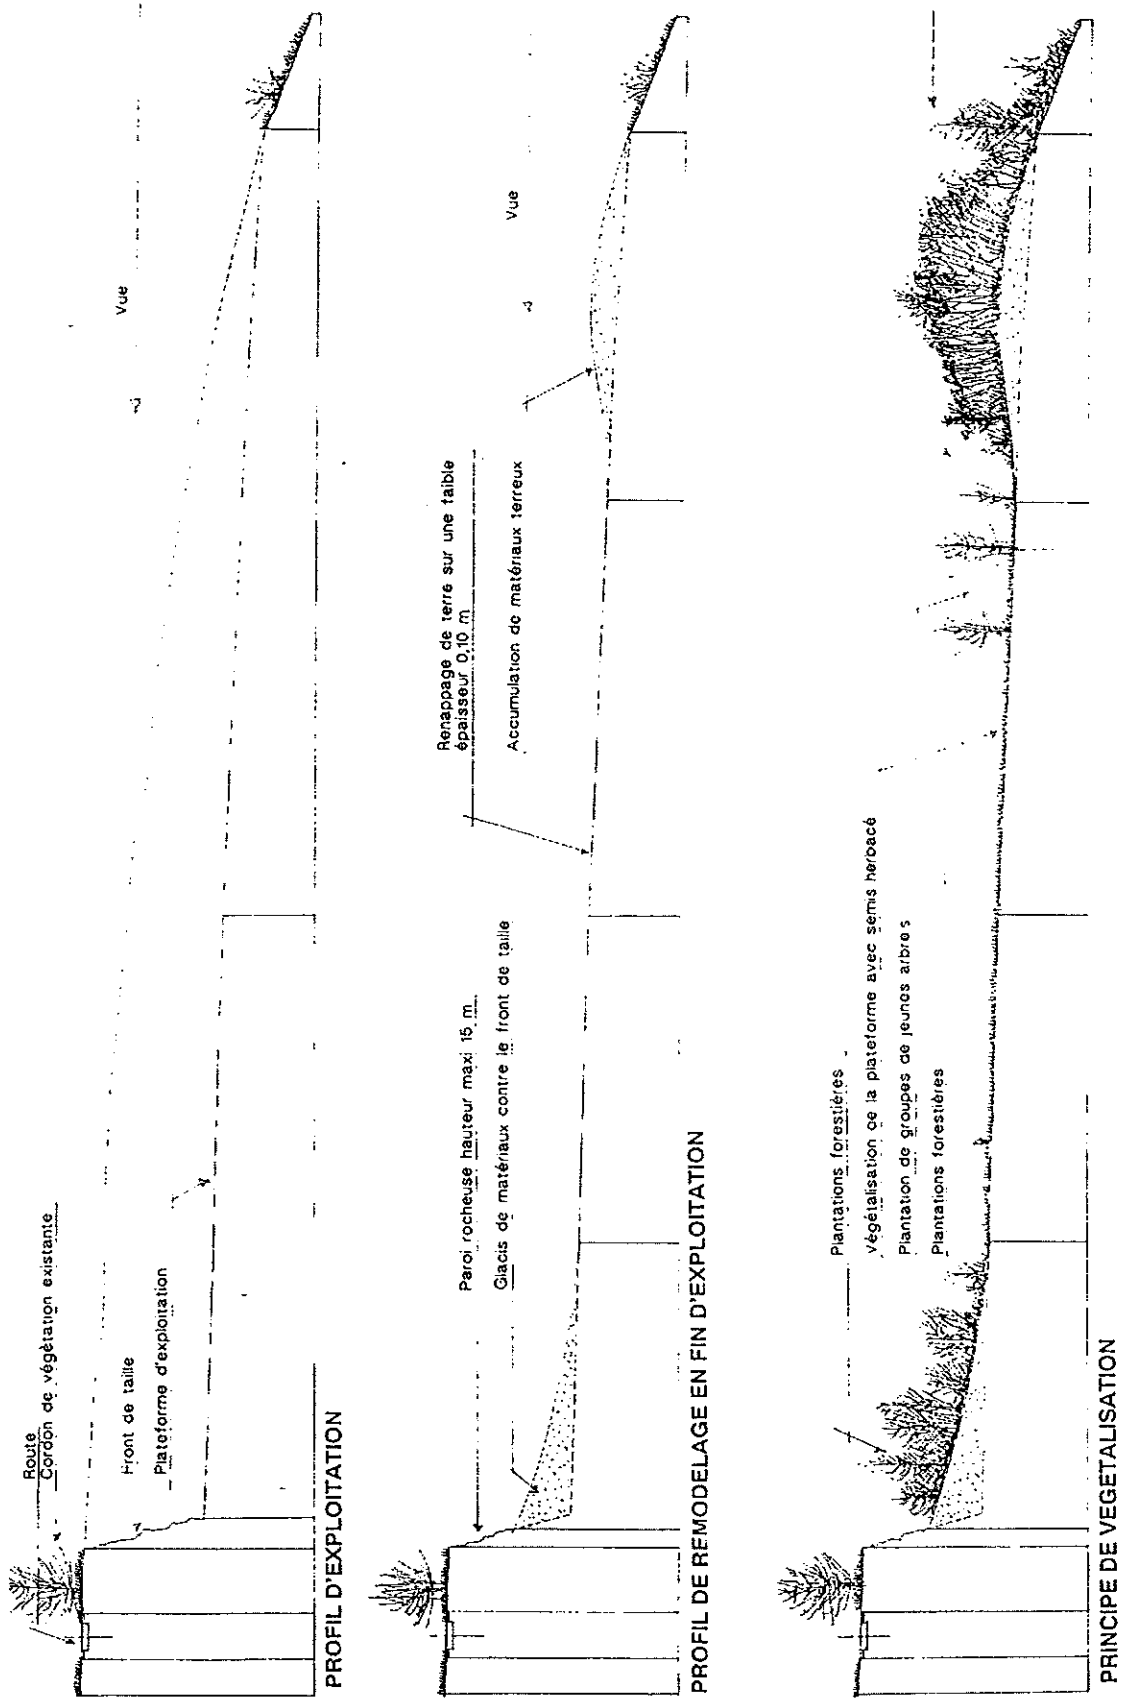 Route
Cordon de végétation existante
Front de taille
Plateforme d'exploitation
Vue
PROFIL D'EXPLOITATION
Paroi rocheuse hauteur maxi 15 m
Glacis de matériaux contre le front de taille
Renappage de terre sur une faible
épaisseur 0,10 m
Accumulation de matériaux terreux
Vue
PROFIL DE REMODELAGE EN FIN D'EXPLOITATION
Plantations forestières
Végétalisation de la plateforme avec semis herbacé
Plantation de groupes de jeunes arbres
Plantations forestières
PRINCIPE DE VEGETALISATION